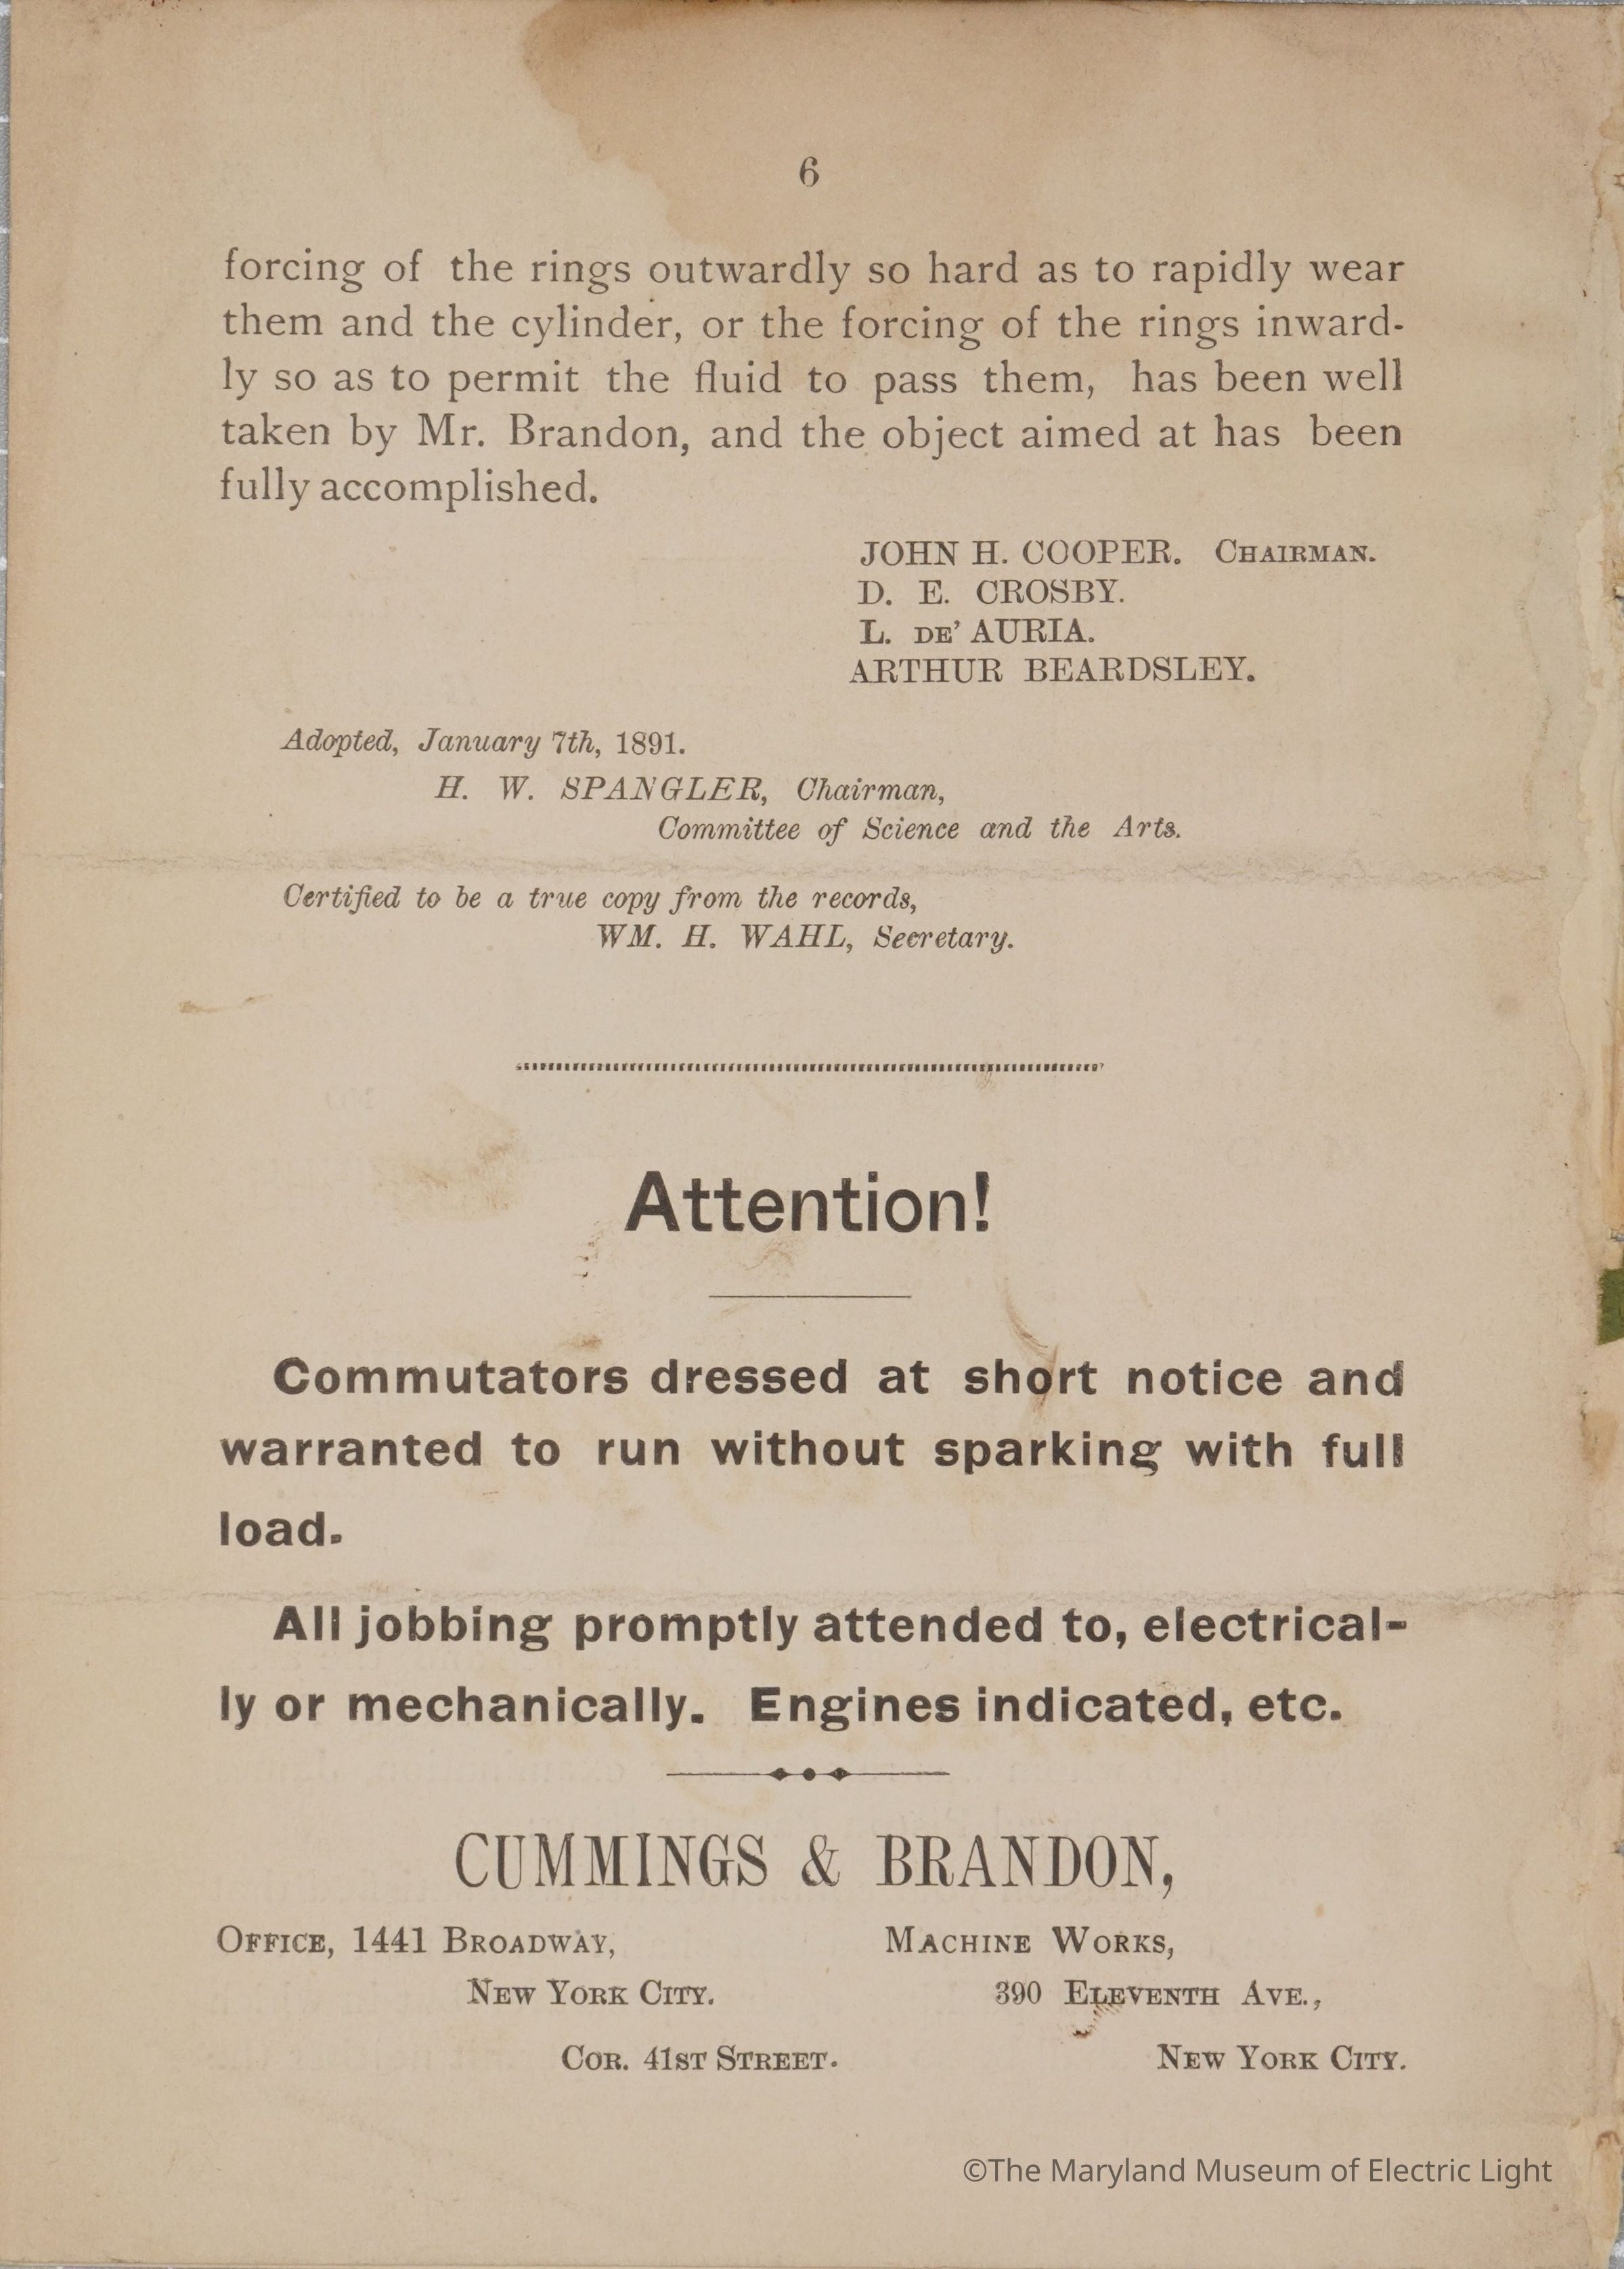 6
forcing of the rings outwardly so hard as to rapidly wear
them and the cylinder, or the forcing of the rings inward-
ly so as to permit the fluid to pass them, has been well
taken by Mr. Brandon, and the object aimed at has been
fully accomplished.
JOHN H. COOPER. CHAIRMAN.
D. E. CROSBY.
L. DE' AURIA.
ARTHUR BEARDSLEY.
Adopted, January 7th, 1891.
H. W. SPANGLER, Chairman,
Committee of Science and the Arts.
Certified to be a true copy from the records,
WM. H. WAHL, Secretary.
Attention!
Commutators dressed at short notice and
warranted to run without sparking with full
load.
All jobbing promptly attended to, electrical-
ly or mechanically. Engines indicated, etc.
CUMMINGS & BRANDON,
OFFICE, 1441 BROADWAY, MACHINE WORKS,
NEW YORK CITY. 390 ELEVENTH AVE.,
COR. 41ST STREET. NEW YORK CITY.
©The Maryland Museum of Electric Light